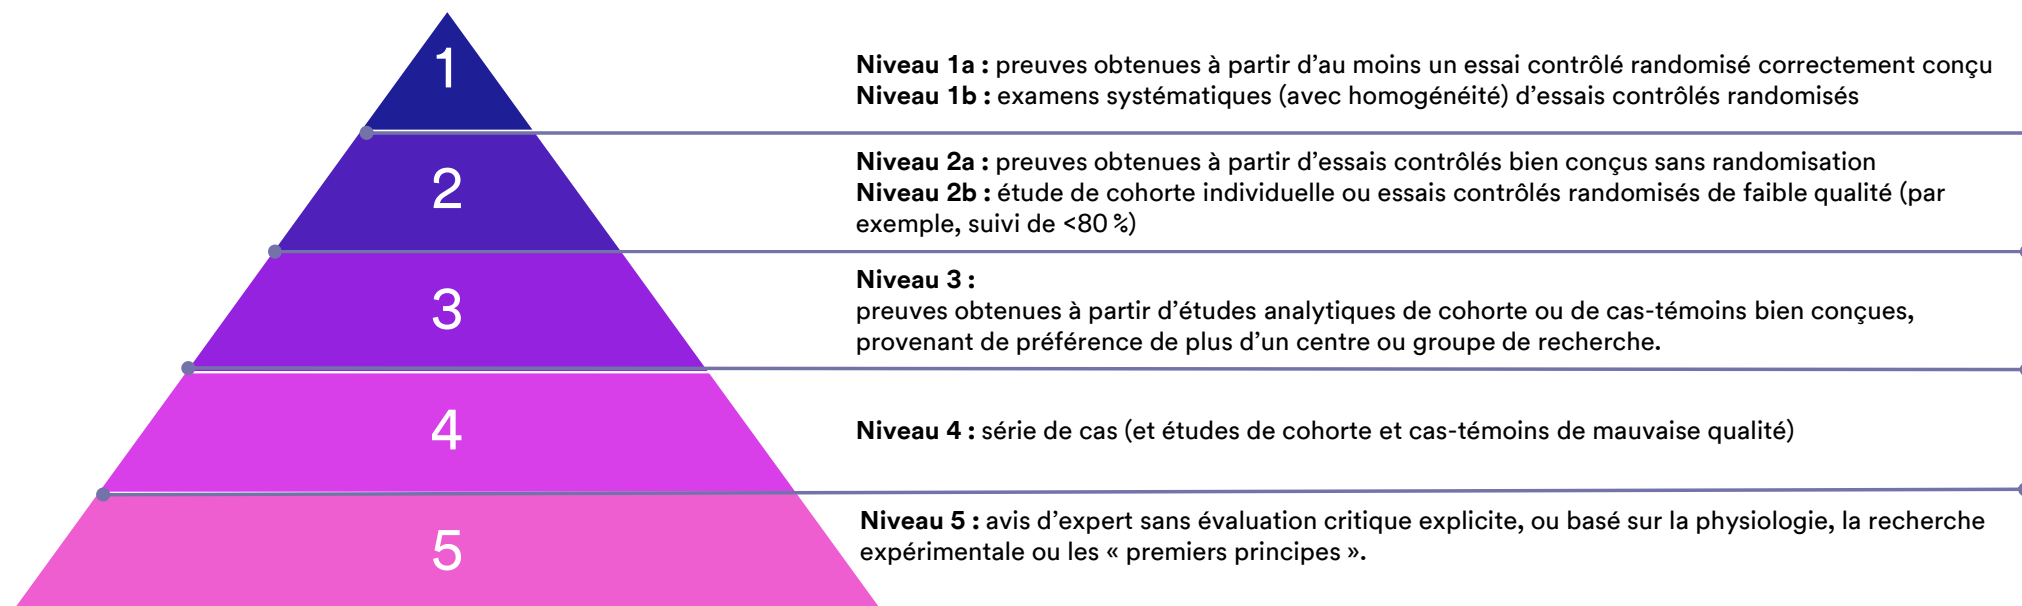 1
Niveau 1a : preuves obtenues à partir d’au moins un essai contrôlé randomisé correctement conçu
Niveau 1b : examens systématiques (avec homogénéité) d’essais contrôlés randomisés
2
Niveau 2a : preuves obtenues à partir d’essais contrôlés bien conçus sans randomisation
Niveau 2b : étude de cohorte individuelle ou essais contrôlés randomisés de faible qualité (par
exemple, suivi de <80 %)
3
Niveau 3 :
preuves obtenues à partir d’études analytiques de cohorte ou de cas-témoins bien conçues,
provenant de préférence de plus d’un centre ou groupe de recherche.
4
Niveau 4 : série de cas (et études de cohorte et cas-témoins de mauvaise qualité)
5
Niveau 5 : avis d’expert sans évaluation critique explicite, ou basé sur la physiologie, la recherche
expérimentale ou les « premiers principes ».